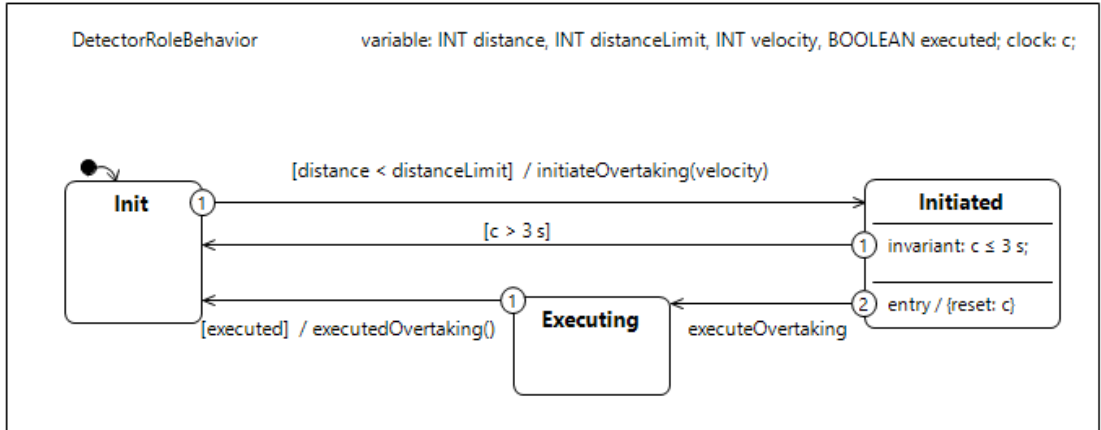 DetectorRoleBehavior
variable: INT distance, INT distanceLimit, INT velocity, BOOLEAN executed; clock: c;
[distance < distanceLimit] / initiateOvertaking(velocity)
Init
1
Initiated
[c > 3 s]
1
invariant: c ≤ 3 s;
1
2
entry / {reset: c}
Executing
[executed] / executedOvertaking()
executeOvertaking